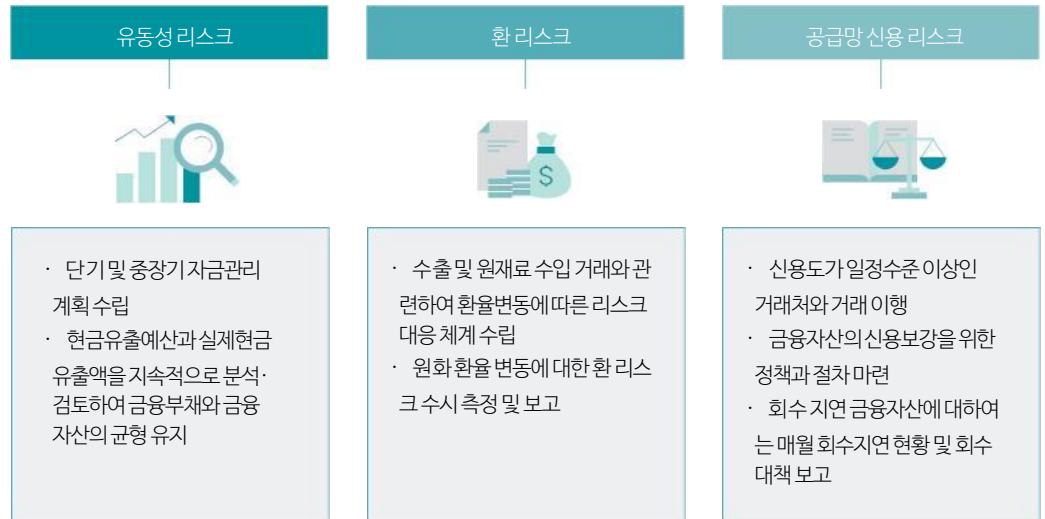 유동성 리스크
· 단기 및 중장기 자금관리
계획 수립
· 현금유출예산과 실제현금
유출액을 지속적으로 분석·
검토하여 금융부채와 금융
자산의 균형 유지
환 리스크
$
· 수출 및 원재료 수입 거래와 관
련하여 환율변동에 따른 리스크
대응 체계 수립
· 원화 환율 변동에 대한 환 리스
크 수시 측정 및 보고
공급망 신용 리스크
· 신용도가 일정수준 이상인
거래처와 거래 이행
· 금융자산의 신용보강을 위한
정책과 절차 마련
· 회수 지연 금융자산에 대하여
는 매월 회수지연 현황 및 회수
대책 보고